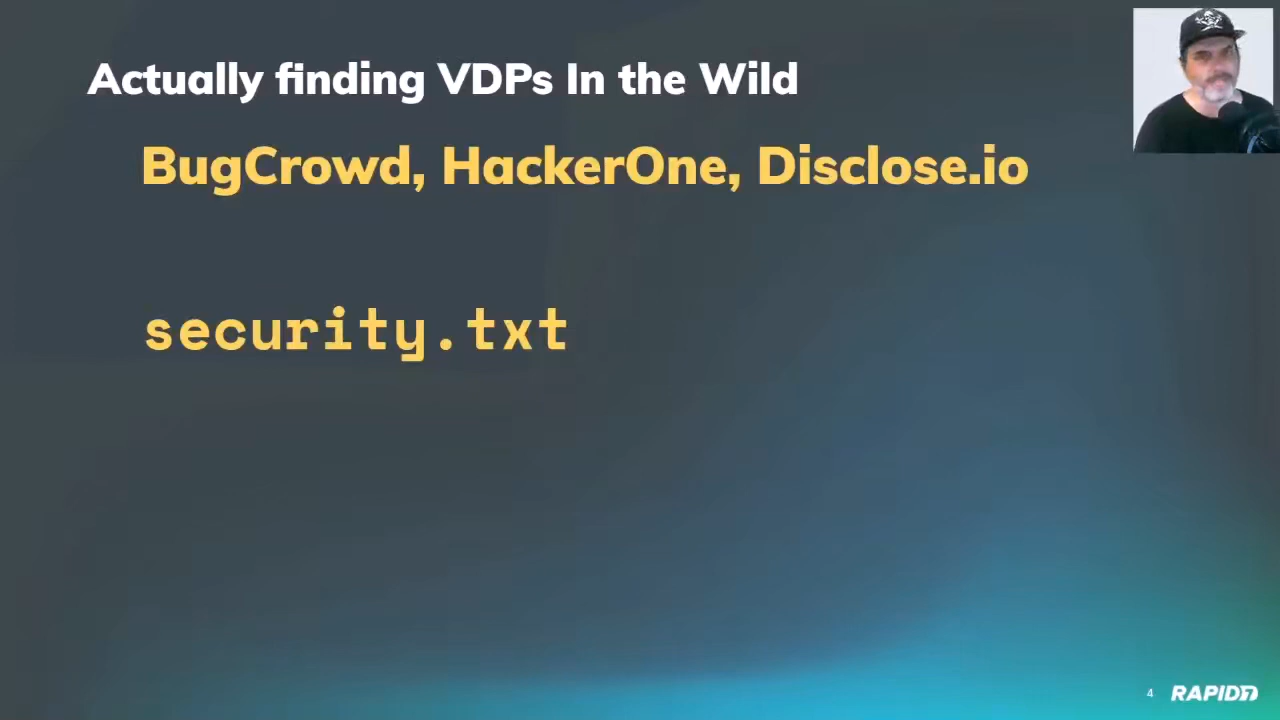 Actually finding VDPs In the Wild
BugCrowd, HackerOne, Disclose.io
security.txt
4
RAPID7